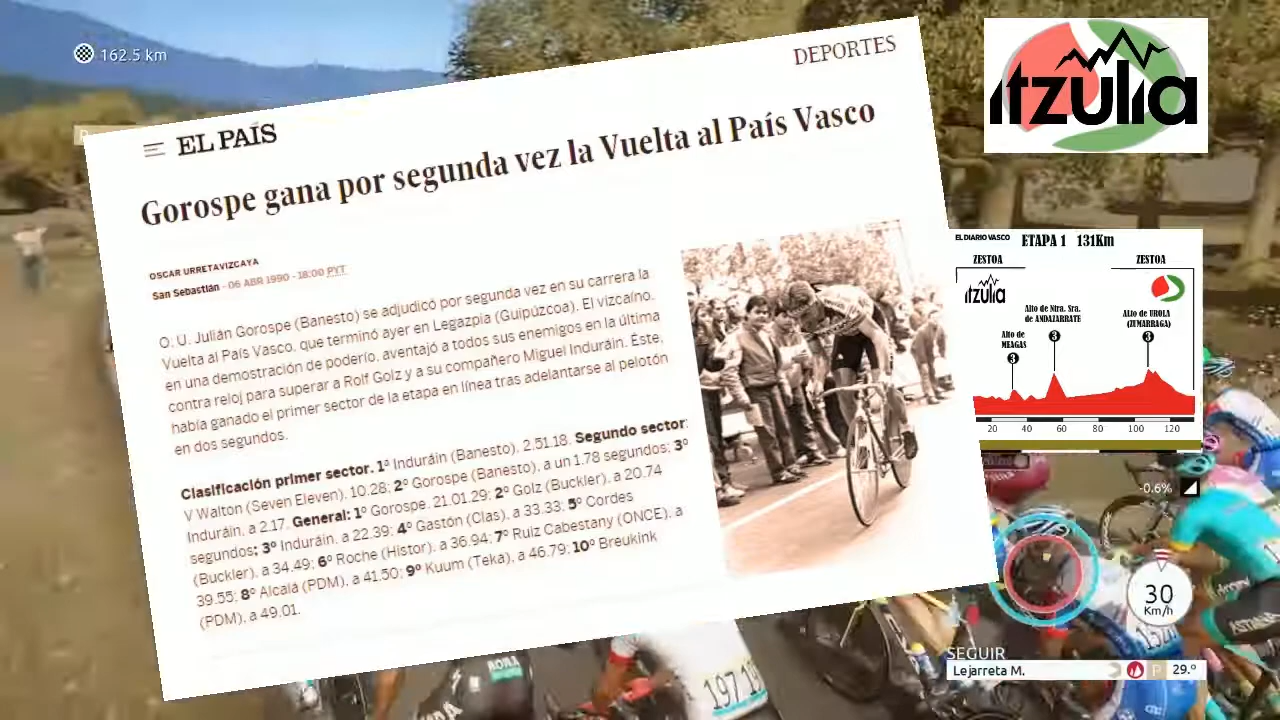 162.5 km
DEPORTES
EL PAÍS
Gorospe gana por segunda vez la Vuelta al País Vasco
OSCAR URRETAVIZCAYA
San Sebastián - 06 ABR 1990 - 18:00 PYT
O. U. Julián Gorospe (Banesto) se adjudicó por segunda vez en su carrera la
Vuelta al País Vasco, que terminó ayer en Legazpia (Guipúzcoa). El vizcaíno,
en una demostración de poderío, aventajó a todos sus enemigos en la última
contra reloj para superar a Rolf Golz y a su compañero Miguel Induráin. Éste,
había ganado el primer sector de la etapa en línea tras adelantarse al pelotón
en dos segundos.
Clasificación primer sector. 1º Induráin (Banesto), 2.51.18. Segundo sector:
V Walton (Seven Eleven), 10.28; 2º Gorospe (Banesto), a un 1.78 segundos; 3º
Induráin, a 2.17. General: 1º Gorospe, 21.01.29; 2º Golz (Buckler), a 20.74
segundos; 3º Induráin, a 22.39; 4º Gastón (Clas), a 33.33; 5º Cordes
(Buckler), a 34.49; 6º Roche (Histor), a 36.94; 7º Ruiz Cabestany (ONCE), a
39.55; 8º Alcalá (PDM), a 41.50; 9º Kuum (Teka), a 46.79; 10º Breukink
(PDM), a 49.01.
itzulia
EL DIARIO VASCO ETAPA 1 131Km
ZESTOA ZESTOA
itzulia
Alto de Ntra. Sra.
de ANDAZARRATE
Alto de UROLA
(ZUMARRAGA)
Alto de
MEAGAS
3 3 3
20 40 60 80 100 120
-0.6%
30
Km/h
ASTANA
BORA
197
SEGUIR
Lejarreta M. P 29.º